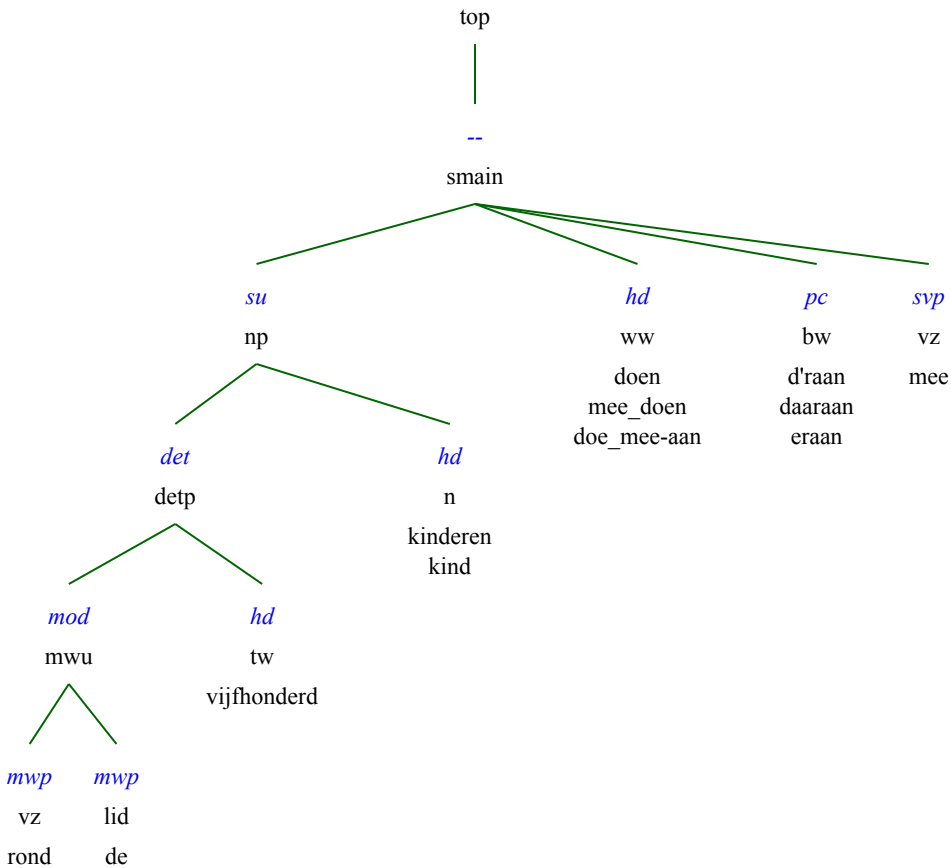 top
--
smain
su hd pc svp
np ww bw vz
doen d'raan mee
mee_doen daaraan
doe_mee-aan eraan
det hd
detp n
kinderen
kind
mod hd
mwu tw
vijfhonderd
mwp mwp
vz lid
rond de